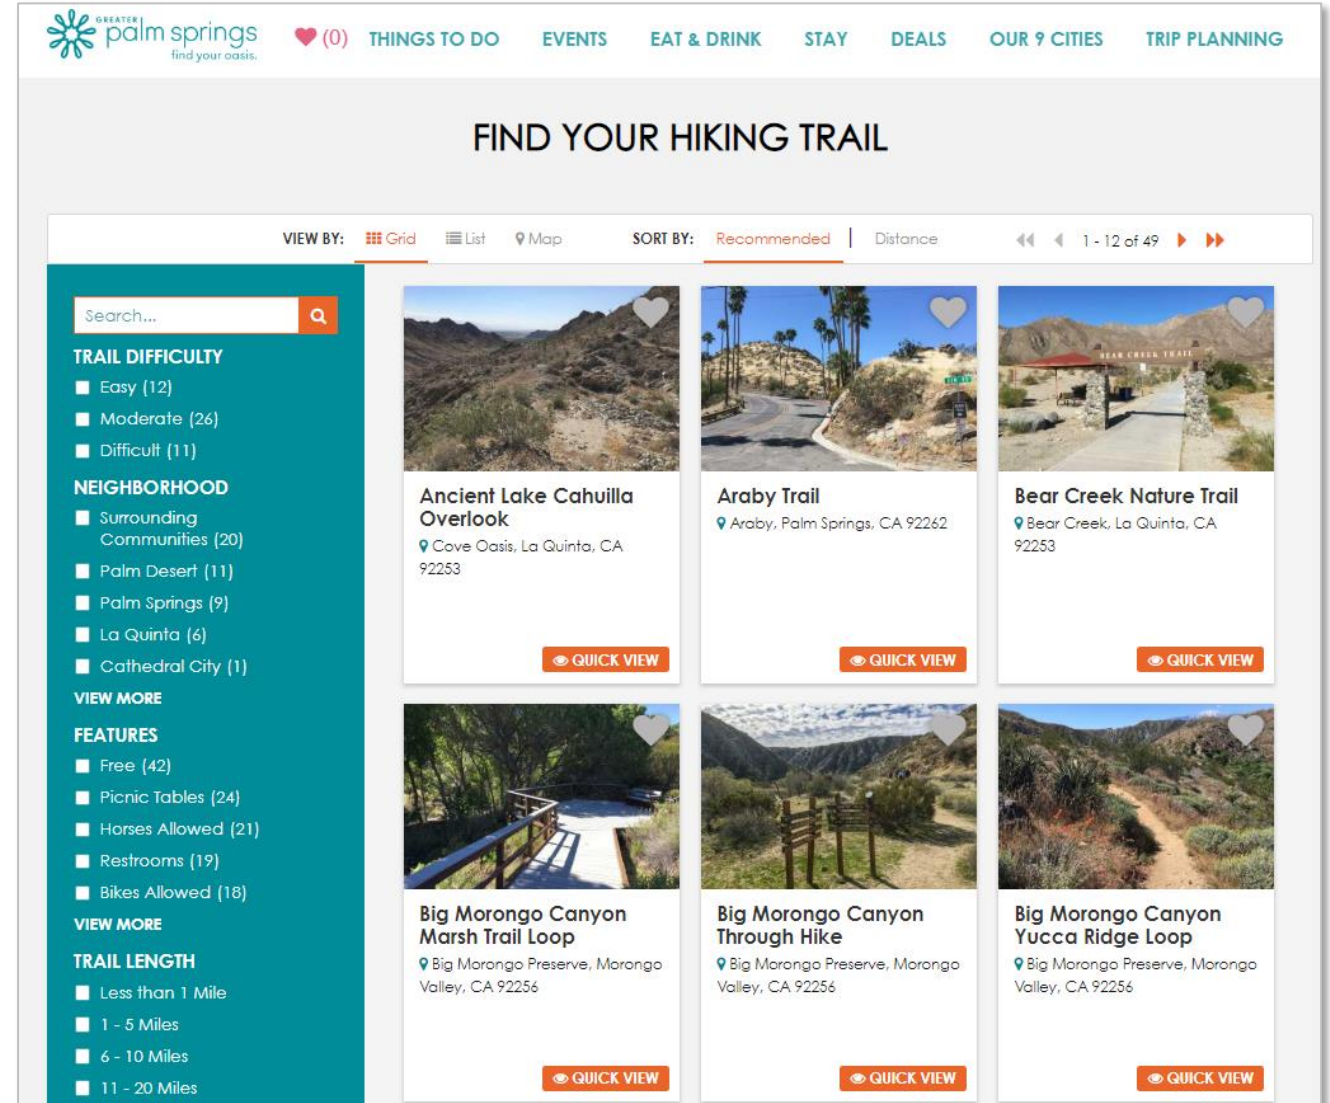 GREATER
palm springs
find your oasis.
(0) THINGS TO DO EVENTS EAT & DRINK STAY DEALS OUR 9 CITIES TRIP PLANNING
FIND YOUR HIKING TRAIL
VIEW BY: Grid List Map SORT BY: Recommended | Distance 1 - 12 of 49
Search...
TRAIL DIFFICULTY
Easy (12)
Moderate (26)
Difficult (11)
NEIGHBORHOOD
Surrounding
Communities (20)
Palm Desert (11)
Palm Springs (9)
La Quinta (6)
Cathedral City (1)
VIEW MORE
FEATURES
Free (42)
Picnic Tables (24)
Horses Allowed (21)
Restrooms (19)
Bikes Allowed (18)
VIEW MORE
TRAIL LENGTH
Less than 1 Mile
1 - 5 Miles
6 - 10 Miles
11 - 20 Miles
Ancient Lake Cahuilla
Overlook
Cove Oasis, La Quinta, CA
92253
QUICK VIEW
Araby Trail
Araby, Palm Springs, CA 92262
QUICK VIEW
BEAR CREEK TRAIL
Bear Creek Nature Trail
Bear Creek, La Quinta, CA
92253
QUICK VIEW
Big Morongo Canyon
Marsh Trail Loop
Big Morongo Preserve, Morongo
Valley, CA 92256
QUICK VIEW
Big Morongo Canyon
Through Hike
Big Morongo Preserve, Morongo
Valley, CA 92256
QUICK VIEW
Big Morongo Canyon
Yucca Ridge Loop
Big Morongo Preserve, Morongo
Valley, CA 92256
QUICK VIEW